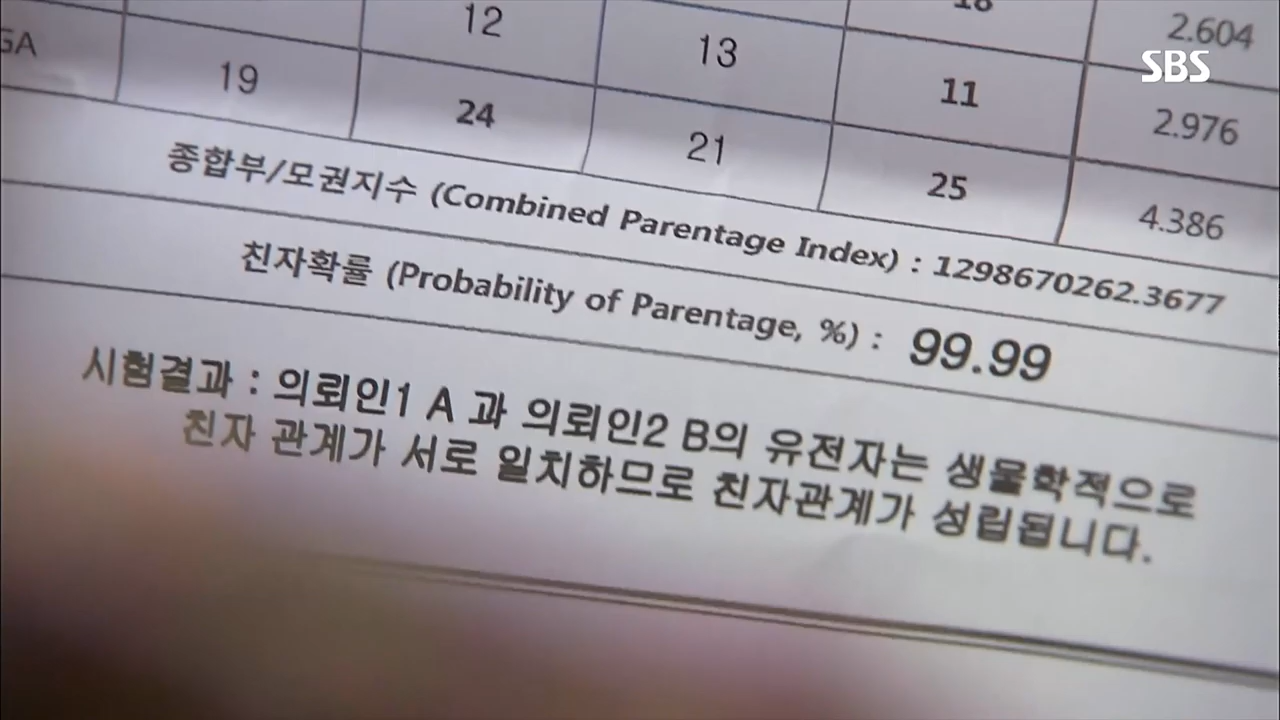 SBS
12 13 2.604
GA 19 24 21 11 2.976
25 4.386
종합부/모권지수 (Combined Parentage Index) : 1298670262.3677
친자확률 (Probability of Parentage, %) : 99.99
시험결과 : 의뢰인1 A 과 의뢰인2 B의 유전자는 생물학적으로
친자 관계가 서로 일치하므로 친자관계가 성립됩니다.